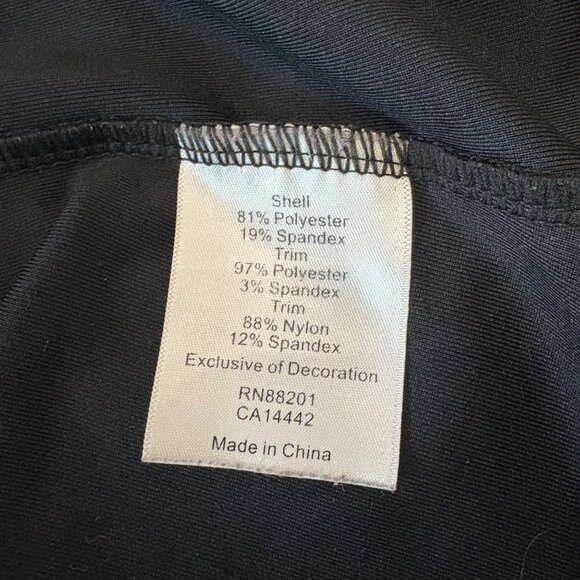 Shell
81% Polyester
19% Spandex
Trim
97% Polyester
3% Spandex
Trim
88% Nylon
12% Spandex
Exclusive of Decoration
RN88201
CA14442
Made in China